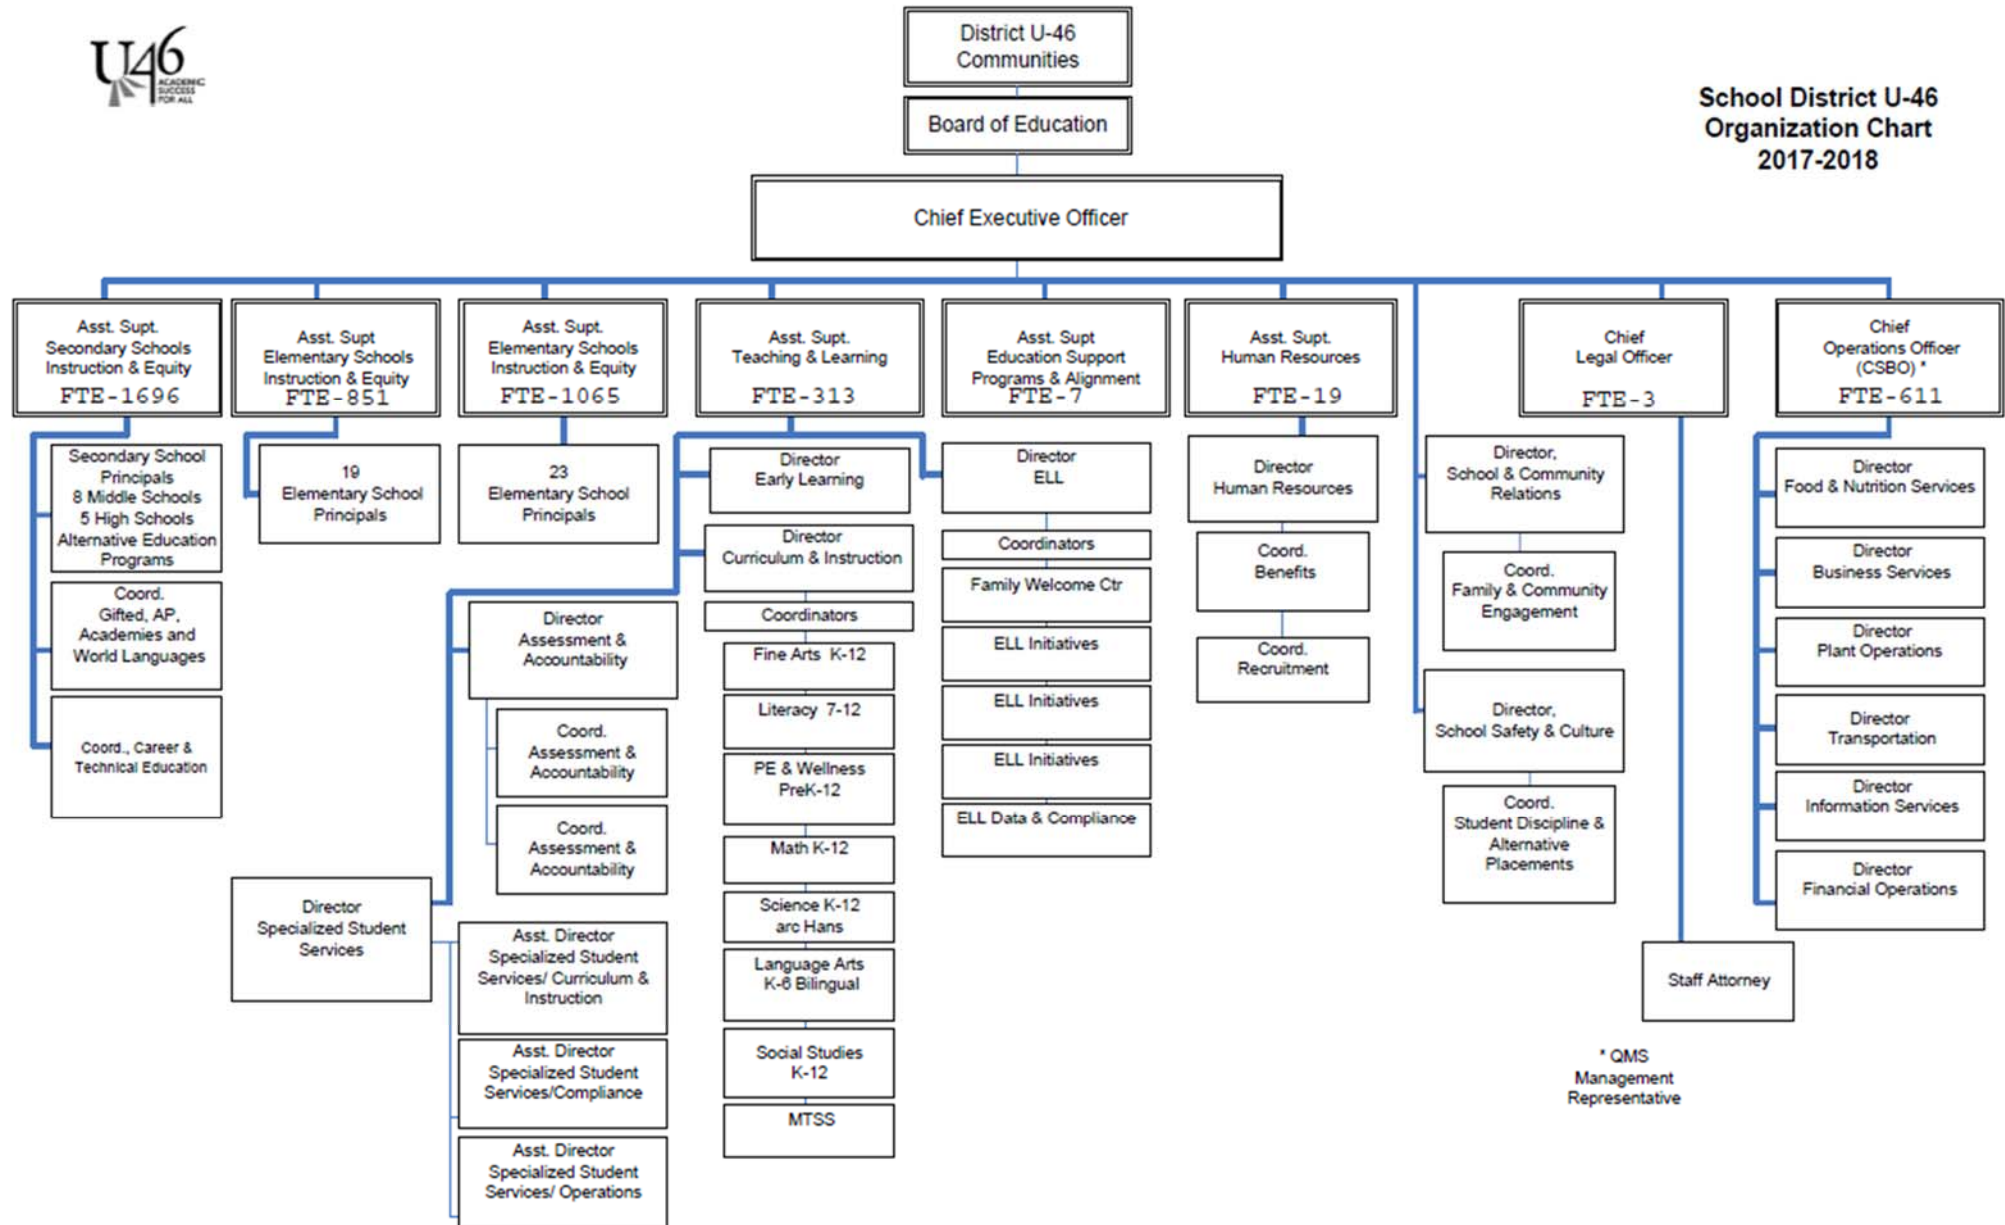 U46
ACADEMIC
SUCCESS
FOR ALL
School District U-46
Organization Chart
2017-2018
District U-46
Communities
Board of Education
Chief Executive Officer
Asst. Supt.
Secondary Schools
Instruction & Equity
FTE-1696
Asst. Supt
Elementary Schools
Instruction & Equity
FTE-851
Asst. Supt.
Elementary Schools
Instruction & Equity
FTE-1065
Asst. Supt.
Teaching & Learning
FTE-313
Asst. Supt
Education Support
Programs & Alignment
FTE-7
Asst. Supt.
Human Resources
FTE-19
Chief
Legal Officer
FTE-3
Chief
Operations Officer
(CSBO) *
FTE-611
Secondary School
Principals
8 Middle Schools
5 High Schools
Alternative Education
Programs
Coord.
Gifted, AP,
Academies and
World Languages
Coord., Career &
Technical Education
19
Elementary School
Principals
23
Elementary School
Principals
Director
Early Learning
Director
Curriculum & Instruction
Coordinators
Fine Arts K-12
Literacy 7-12
PE & Wellness
PreK-12
Math K-12
Science K-12
arc Hans
Language Arts
K-6 Bilingual
Social Studies
K-12
MTSS
Director
Assessment &
Accountability
Coord.
Assessment &
Accountability
Coord.
Assessment &
Accountability
Director
Specialized Student
Services
Asst. Director
Specialized Student
Services/ Curriculum &
Instruction
Asst. Director
Specialized Student
Services/Compliance
Asst. Director
Specialized Student
Services/ Operations
Director
ELL
Coordinators
Family Welcome Ctr
ELL Initiatives
ELL Initiatives
ELL Initiatives
ELL Data & Compliance
Director
Human Resources
Coord.
Benefits
Coord.
Recruitment
Director,
School & Community
Relations
Coord.
Family & Community
Engagement
Director,
School Safety & Culture
Coord.
Student Discipline &
Alternative
Placements
Staff Attorney
Director
Food & Nutrition Services
Director
Business Services
Director
Plant Operations
Director
Transportation
Director
Information Services
Director
Financial Operations
* QMS
Management
Representative